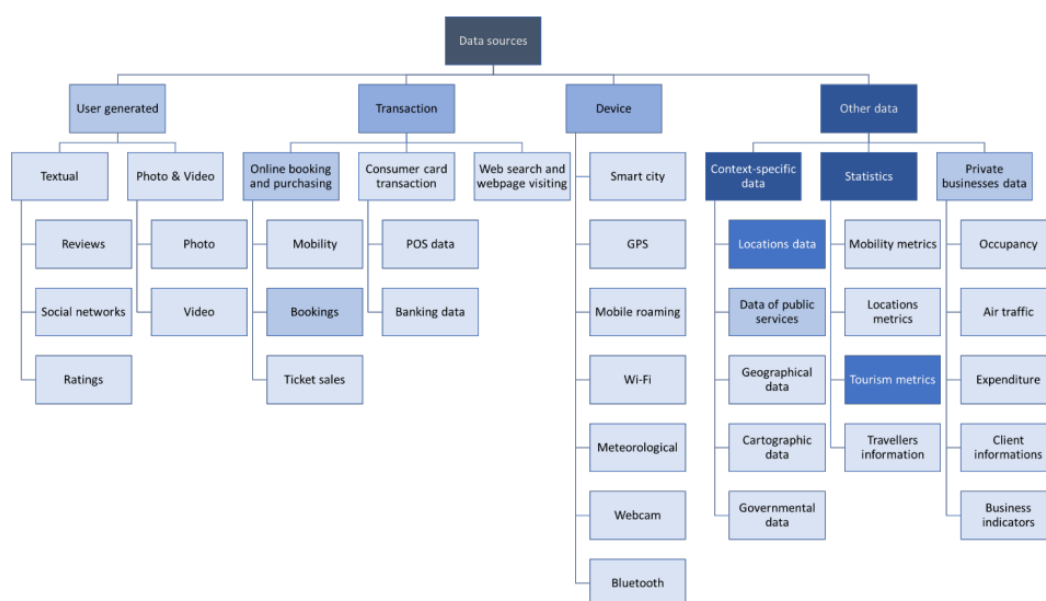 Data sources
User generated
Transaction
Device
Other data
Textual
Photo & Video
Online booking
and purchasing
Consumer card
transaction
Web search and
webpage visiting
Smart city
Context-specific
data
Statistics
Private
businesses data
Reviews
Photo
Mobility
POS data
GPS
Locations data
Mobility metrics
Occupancy
Social networks
Video
Bookings
Banking data
Mobile roaming
Data of public
services
Locations
metrics
Air traffic
Ratings
Ticket sales
Wi-Fi
Geographical
data
Tourism metrics
Expenditure
Meteorological
Cartographic
data
Travellers
information
Client
informations
Webcam
Governmental
data
Business
indicators
Bluetooth